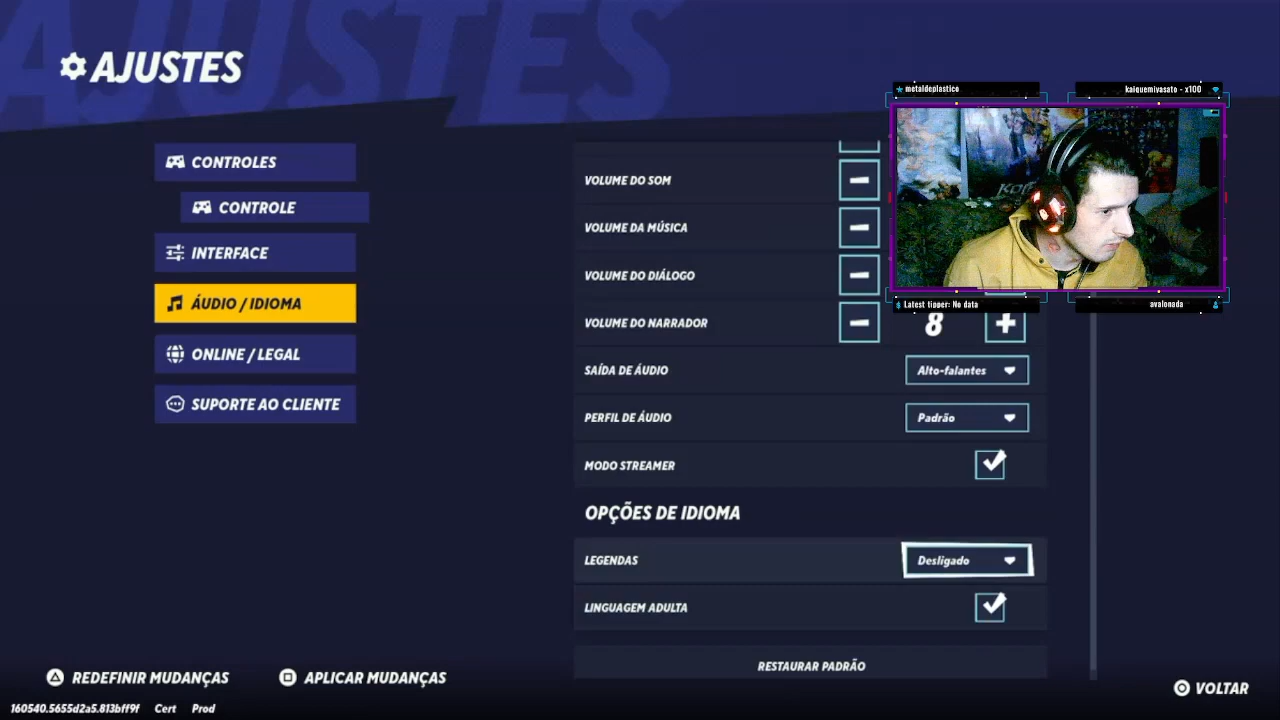 AJUSTES
CONTROLES
CONTROLE
INTERFACE
ÁUDIO / IDIOMA
ONLINE / LEGAL
SUPORTE AO CLIENTE
metaldeplastico
kaiquemiyasato - x100
Latest tipper: No data
avalonada
VOLUME DO SOM
VOLUME DA MÚSICA
VOLUME DO DIÁLOGO
VOLUME DO NARRADOR 8
SAÍDA DE ÁUDIO Alto-falantes
PERFIL DE ÁUDIO Padrão
MODO STREAMER
OPÇÕES DE IDIOMA
LEGENDAS Desligado
LINGUAGEM ADULTA
RESTAURAR PADRÃO
REDEFINIR MUDANÇAS
APLICAR MUDANÇAS
VOLTAR
160540.5655d2a5.813bff9f Cert Prod